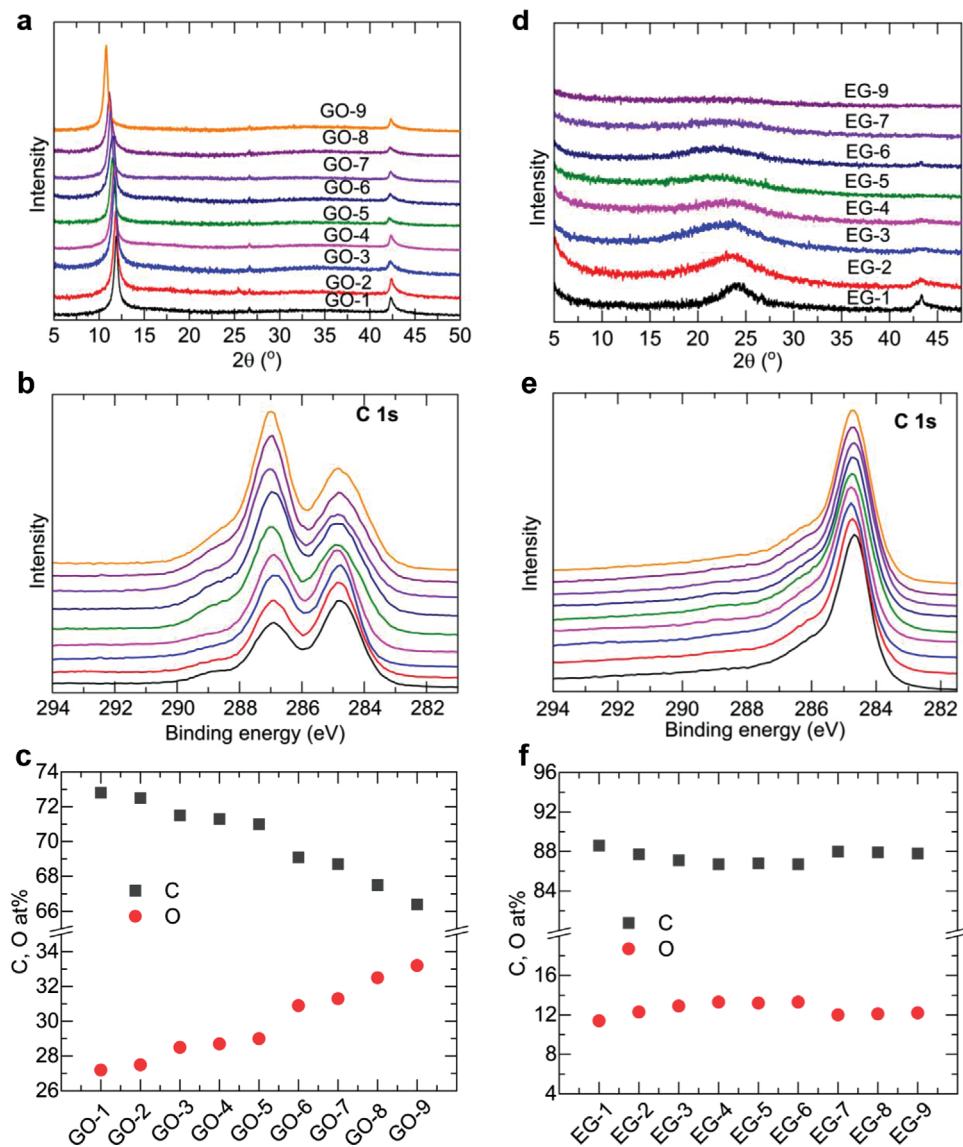 a
Intensity
GO-9
GO-8
GO-7
GO-6
GO-5
GO-4
GO-3
GO-2
GO-1
5 10 15 20 25 30 35 40 45 50
2θ (°)
d
Intensity
EG-9
EG-7
EG-6
EG-5
EG-4
EG-3
EG-2
EG-1
5 10 15 20 25 30 35 40 45
2θ (°)
b
C 1s
Intensity
294 292 290 288 286 284 282
Binding energy (eV)
e
C 1s
Intensity
294 292 290 288 286 284 282
Binding energy (eV)
c
C, O at%
74
72
70
68
66
32
30
28
26
C
O
GO-1 GO-2 GO-3 GO-4 GO-5 GO-6 GO-7 GO-8 GO-9
f
C, O at%
96
92
88
84
16
12
8
4
C
O
EG-1 EG-2 EG-3 EG-4 EG-5 EG-6 EG-7 EG-8 EG-9